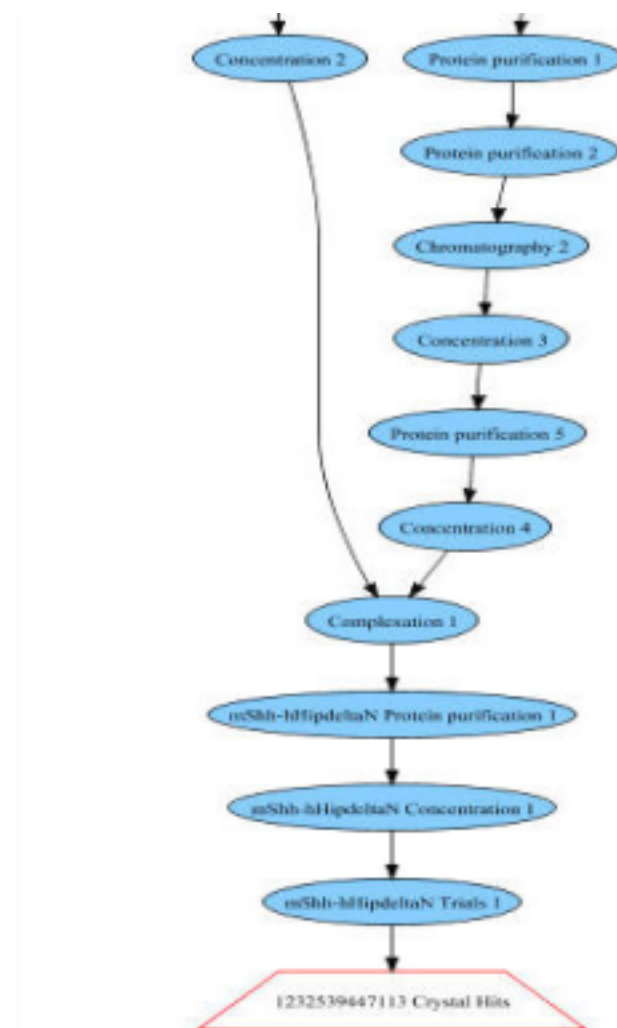 Concentration 2
Protein purification 1
Protein purification 2
Chromatography 2
Concentration 3
Protein purification 5
Concentration 4
Complexation 1
mShh-hHipdeltaN Protein purification 1
mShh-hHipdeltaN Concentration 1
mShh-hHipdeltaN Trials 1
1232539447113 Crystal Hits